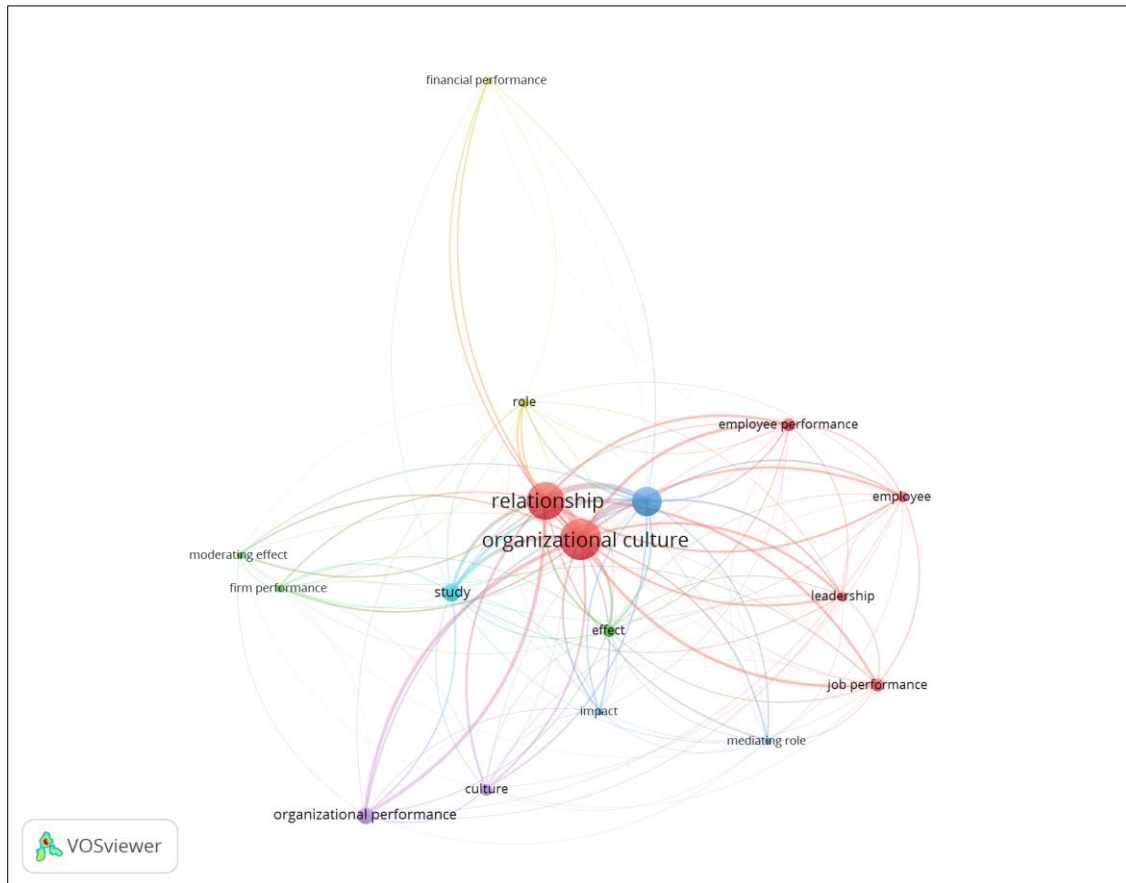 financial performance
role
employee performance
relationship
employee
organizational culture
moderating effect
firm performance
study
leadership
effect
job performance
impact
mediating role
culture
organizational performance
VOSviewer